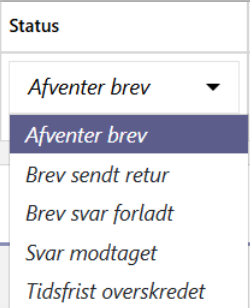 Status
Afventer brev
Afventer brev
Brev sendt retur
Brev svar forladt
Svar modtaget
Tidsfrist overskredet